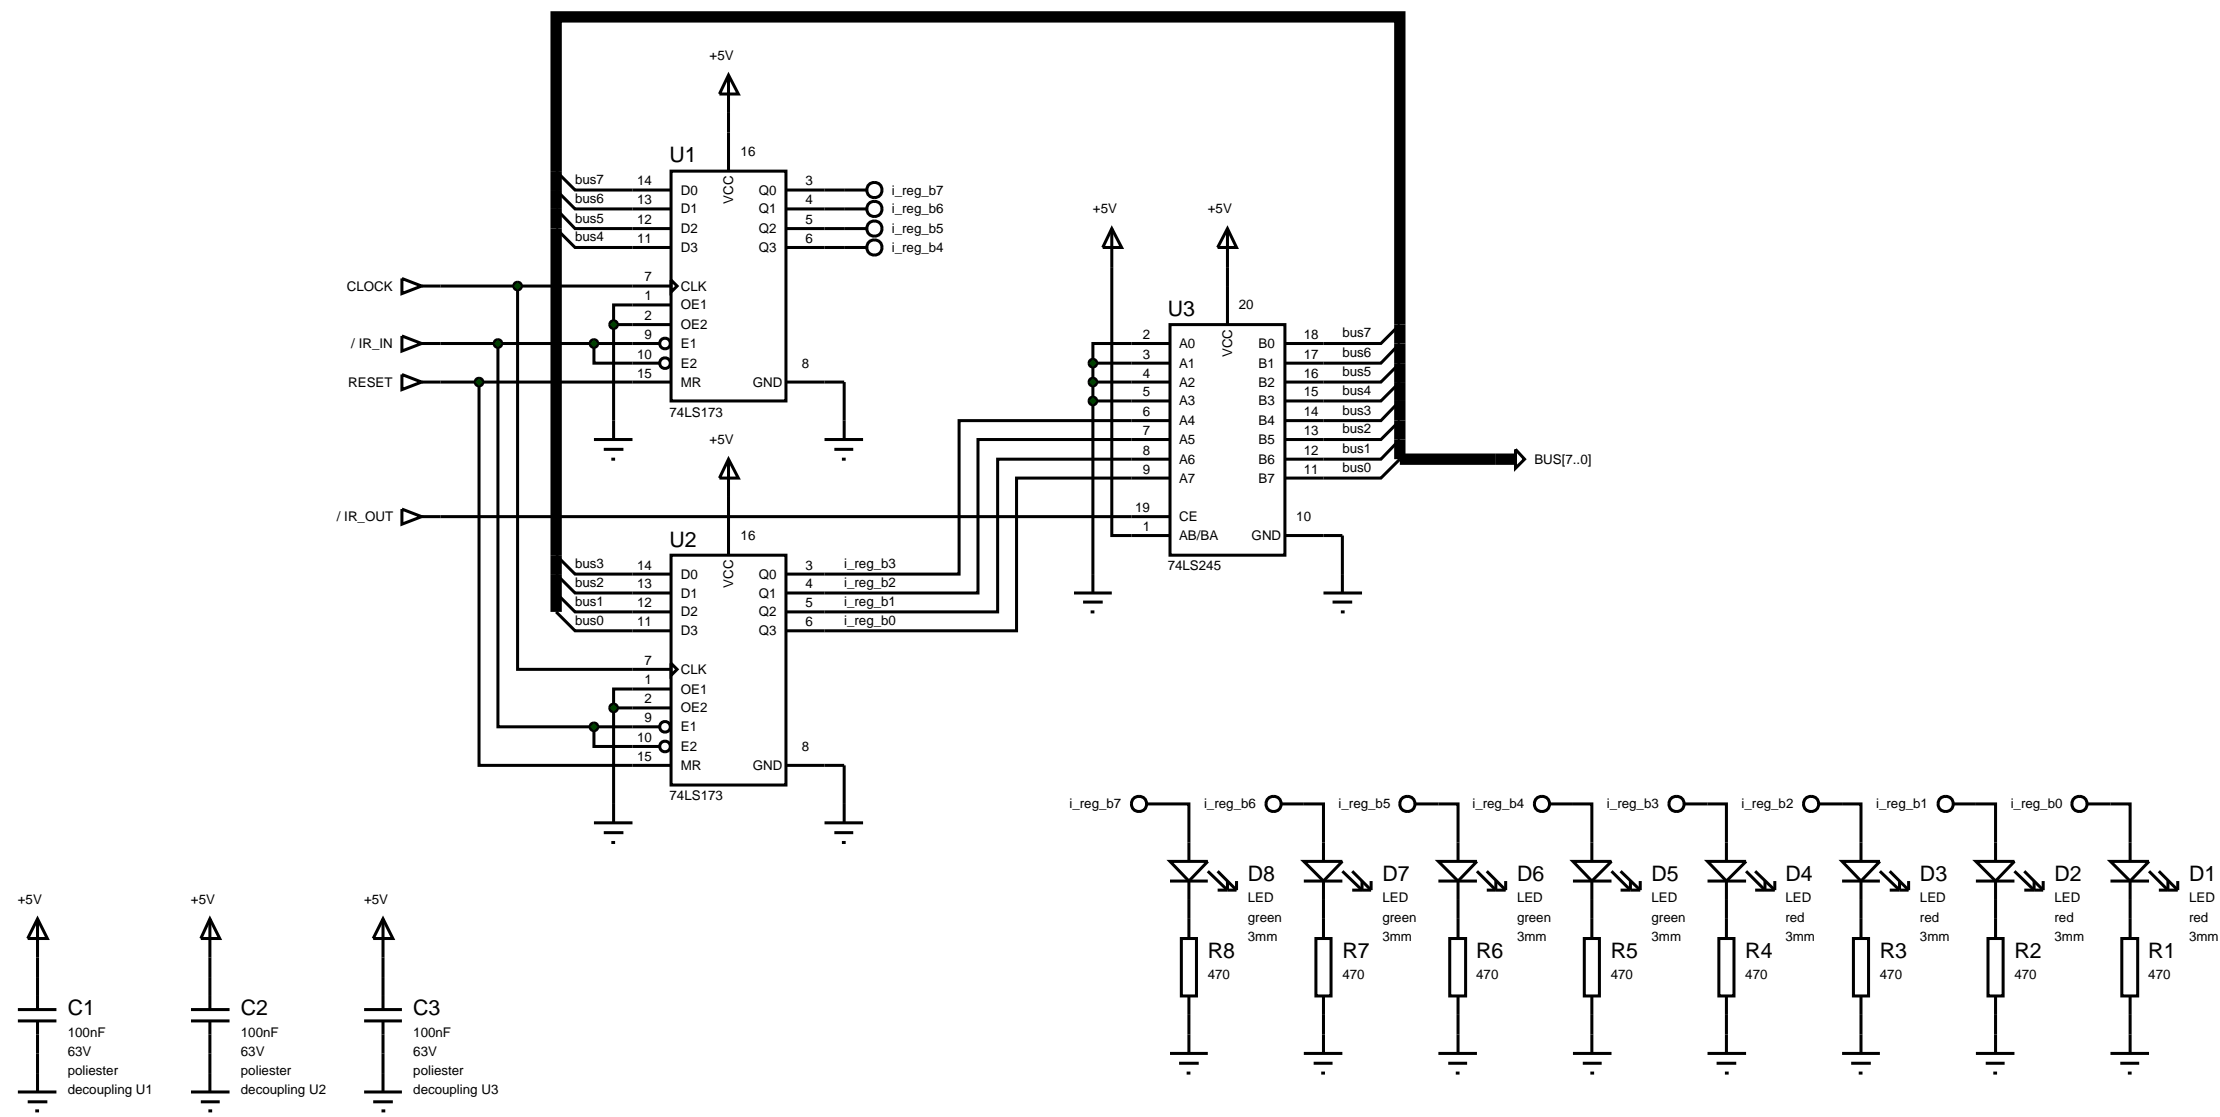 +5V
U1
16
bus7 14 D0 VCC Q0 3 i_reg_b7
bus6 13 D1 Q1 4 i_reg_b6
bus5 12 D2 Q2 5 i_reg_b5
bus4 11 D3 Q3 6 i_reg_b4
CLOCK 7 CLK
1 OE1
2 OE2
/ IR_IN 9 E1
10 E2 8
RESET 15 MR GND
74LS173
+5V
+5V
U3
20
2 A0 VCC B0 18 bus7
3 A1 B1 17 bus6
4 A2 B2 16 bus5
5 A3 B3 15 bus4
6 A4 B4 14 bus3
7 A5 B5 13 bus2
8 A6 B6 12 bus1
9 A7 B7 11 bus0
BUS[7..0]
/ IR_OUT 19 CE 10
1 AB/BA GND
74LS245
+5V
U2
16
bus3 14 D0 VCC Q0 3 i_reg_b3
bus2 13 D1 Q1 4 i_reg_b2
bus1 12 D2 Q2 5 i_reg_b1
bus0 11 D3 Q3 6 i_reg_b0
7 CLK
1 OE1
2 OE2
9 E1
10 E2 8
15 MR GND
74LS173
i_reg_b7 i_reg_b6 i_reg_b5 i_reg_b4 i_reg_b3 i_reg_b2 i_reg_b1 i_reg_b0
D8 D7 D6 D5 D4 D3 D2 D1
LED LED LED LED LED LED LED LED
green green green green red red red red
3mm 3mm 3mm 3mm 3mm 3mm 3mm 3mm
R8 R7 R6 R5 R4 R3 R2 R1
470 470 470 470 470 470 470 470
+5V +5V +5V
C1 C2 C3
100nF 100nF 100nF
63V 63V 63V
poliester poliester poliester
decoupling U1 decoupling U2 decoupling U3